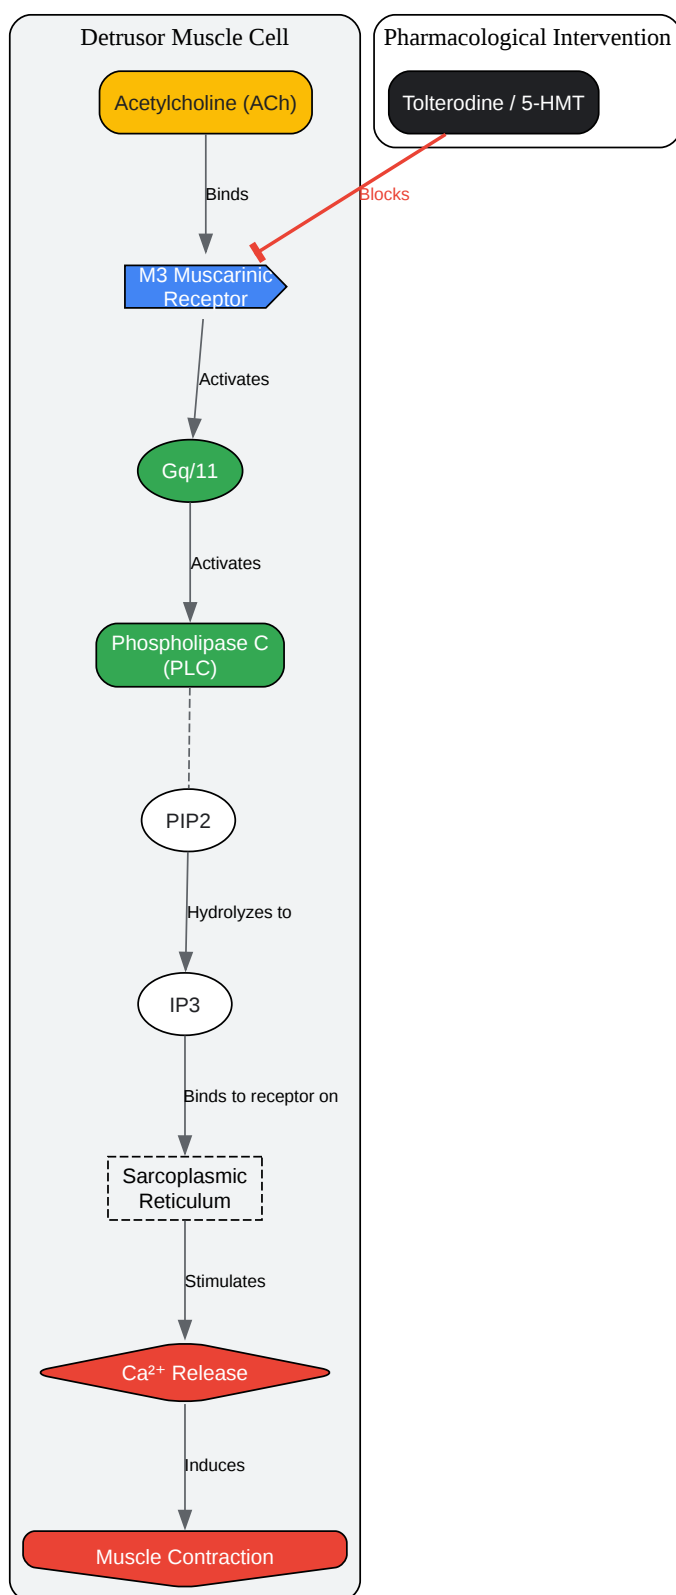 Detrusor Muscle Cell
Pharmacological Intervention
Acetylcholine (ACh)
Tolterodine / 5-HMT
Binds
Blocks
M3 Muscarinic
Receptor
Activates
Gq/11
Activates
Phospholipase C
(PLC)
PIP2
Hydrolyzes to
IP3
Binds to receptor on
Sarcoplasmic
Reticulum
Stimulates
Ca²⁺ Release
Induces
Muscle Contraction